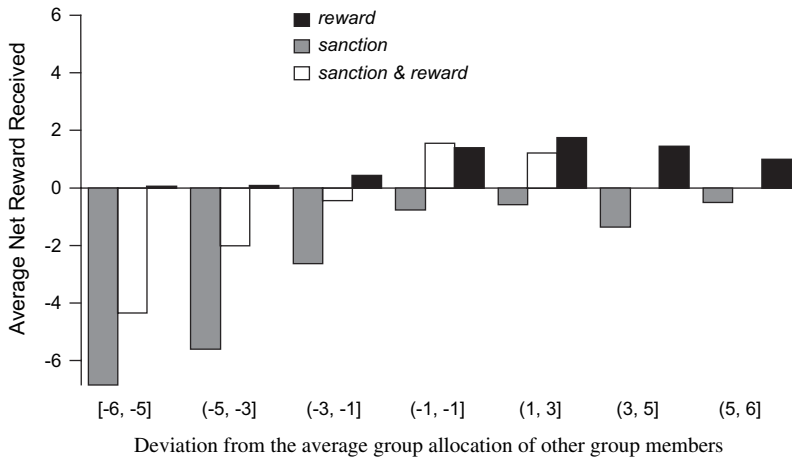 6
4
2
0
-2
-4
-6
Average Net Reward Received
reward
sanction
sanction & reward
[-6, -5] (-5, -3] (-3, -1] (-1, -1] (1, 3] (3, 5] (5, 6]
Deviation from the average group allocation of other group members